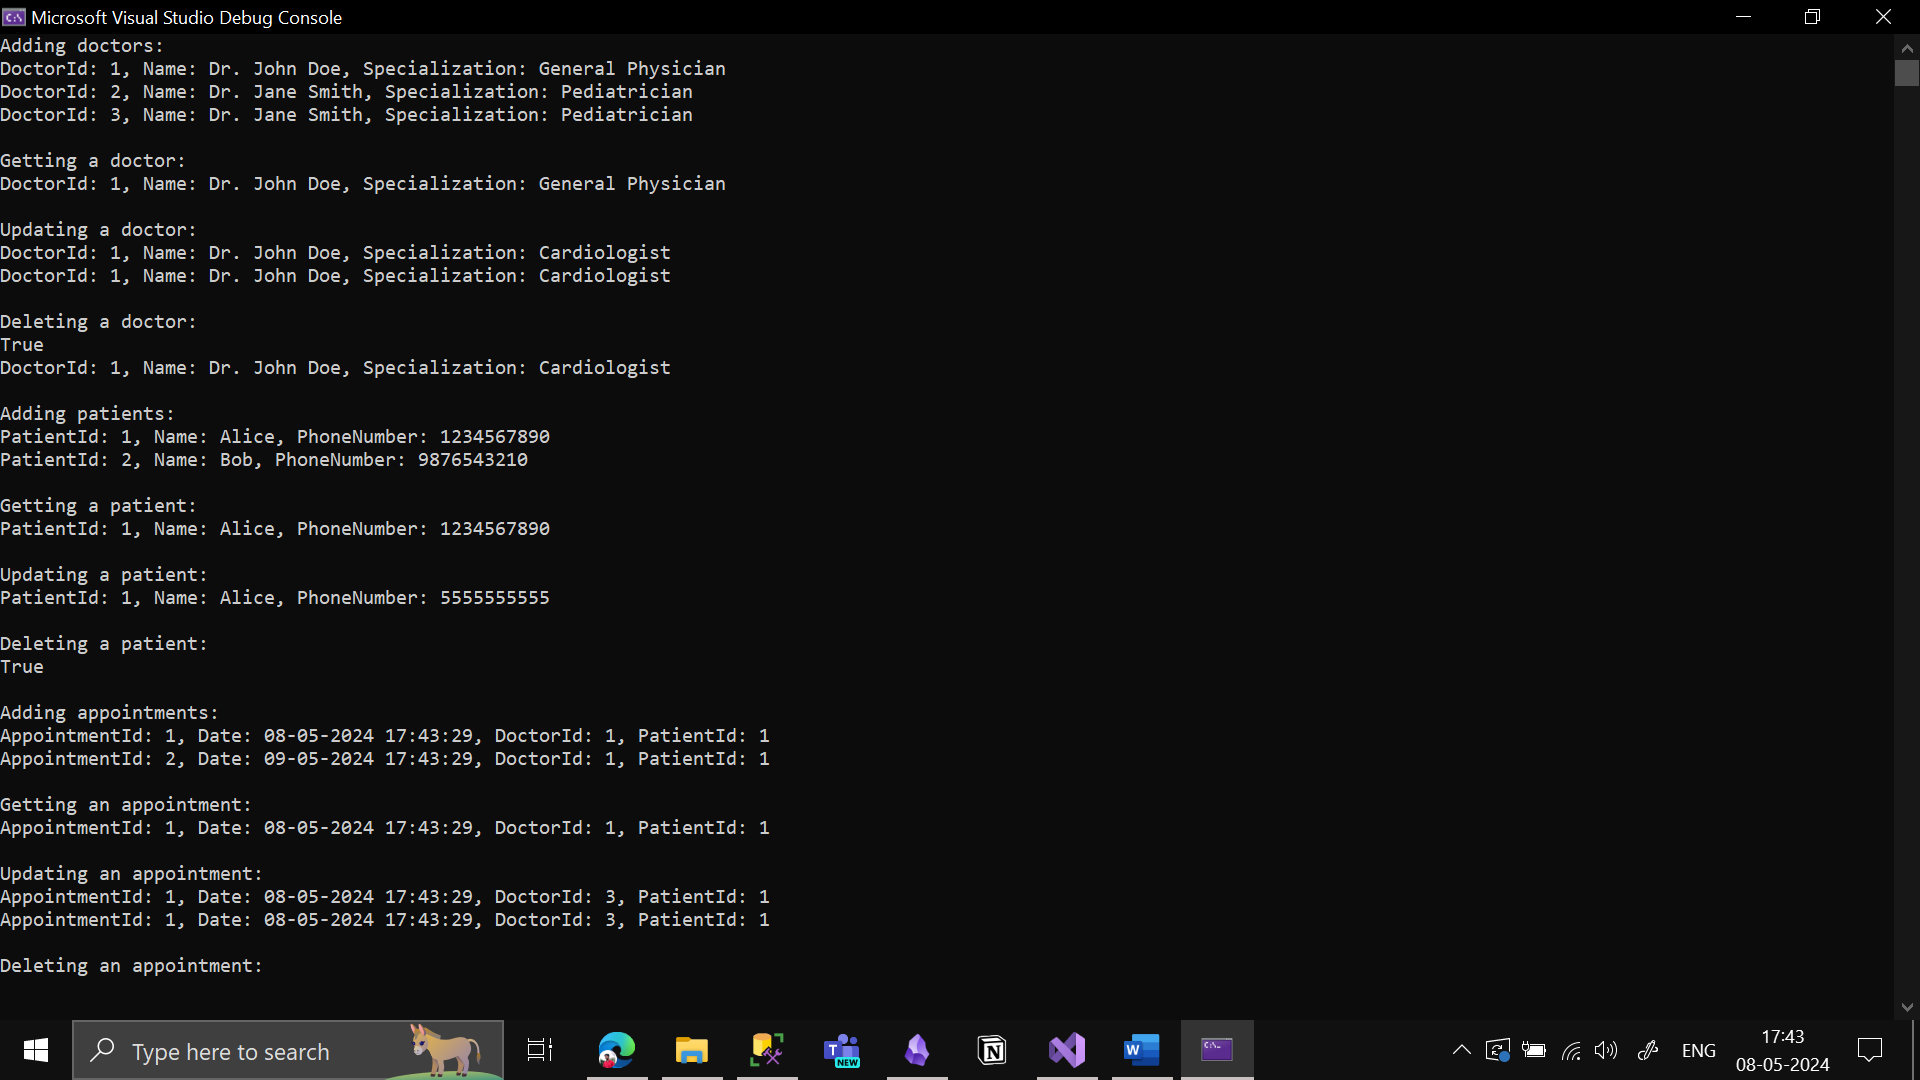 Microsoft Visual Studio Debug Console
Adding doctors:
DoctorId: 1, Name: Dr. John Doe, Specialization: General Physician
DoctorId: 2, Name: Dr. Jane Smith, Specialization: Pediatrician
DoctorId: 3, Name: Dr. Jane Smith, Specialization: Pediatrician
Getting a doctor:
DoctorId: 1, Name: Dr. John Doe, Specialization: General Physician
Updating a doctor:
DoctorId: 1, Name: Dr. John Doe, Specialization: Cardiologist
DoctorId: 1, Name: Dr. John Doe, Specialization: Cardiologist
Deleting a doctor:
True
DoctorId: 1, Name: Dr. John Doe, Specialization: Cardiologist
Adding patients:
PatientId: 1, Name: Alice, PhoneNumber: 1234567890
PatientId: 2, Name: Bob, PhoneNumber: 9876543210
Getting a patient:
PatientId: 1, Name: Alice, PhoneNumber: 1234567890
Updating a patient:
PatientId: 1, Name: Alice, PhoneNumber: 5555555555
Deleting a patient:
True
Adding appointments:
AppointmentId: 1, Date: 08-05-2024 17:43:29, DoctorId: 1, PatientId: 1
AppointmentId: 2, Date: 09-05-2024 17:43:29, DoctorId: 1, PatientId: 1
Getting an appointment:
AppointmentId: 1, Date: 08-05-2024 17:43:29, DoctorId: 1, PatientId: 1
Updating an appointment:
AppointmentId: 1, Date: 08-05-2024 17:43:29, DoctorId: 3, PatientId: 1
AppointmentId: 1, Date: 08-05-2024 17:43:29, DoctorId: 3, PatientId: 1
Deleting an appointment:
Type here to search
NEW
ENG
17:43
08-05-2024